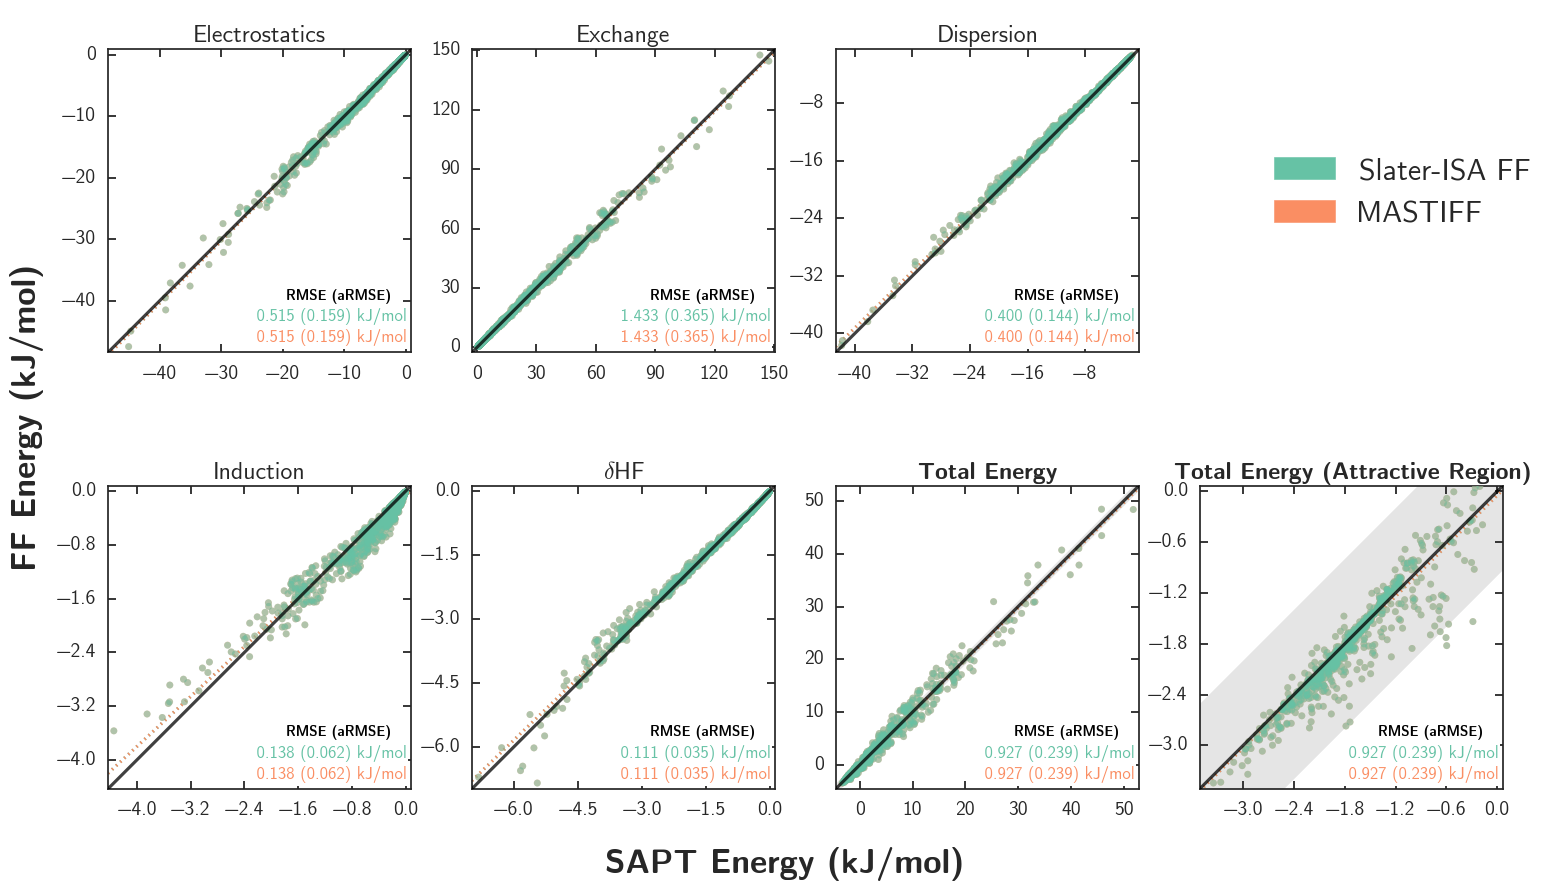 Electrostatics
0
−10
−20
−30
−40
RMSE (aRMSE)
0.515 (0.159) kJ/mol
0.515 (0.159) kJ/mol
−40 −30 −20 −10 0
Exchange
150
120
90
60
30
0
RMSE (aRMSE)
1.433 (0.365) kJ/mol
1.433 (0.365) kJ/mol
0 30 60 90 120 150
Dispersion
−8
−16
−24
−32
−40
RMSE (aRMSE)
0.400 (0.144) kJ/mol
0.400 (0.144) kJ/mol
−40 −32 −24 −16 −8
Slater-ISA FF
MASTIFF
FF Energy (kJ/mol)
Induction
0.0
−0.8
−1.6
−2.4
−3.2
−4.0
RMSE (aRMSE)
0.138 (0.062) kJ/mol
0.138 (0.062) kJ/mol
−4.0 −3.2 −2.4 −1.6 −0.8 0.0
δHF
0.0
−1.5
−3.0
−4.5
−6.0
RMSE (aRMSE)
0.111 (0.035) kJ/mol
0.111 (0.035) kJ/mol
−6.0 −4.5 −3.0 −1.5 0.0
Total Energy
50
40
30
20
10
0
RMSE (aRMSE)
0.927 (0.239) kJ/mol
0.927 (0.239) kJ/mol
0 10 20 30 40 50
Total Energy (Attractive Region)
0.0
−0.6
−1.2
−1.8
−2.4
−3.0
RMSE (aRMSE)
0.927 (0.239) kJ/mol
0.927 (0.239) kJ/mol
−3.0 −2.4 −1.8 −1.2 −0.6 0.0
SAPT Energy (kJ/mol)